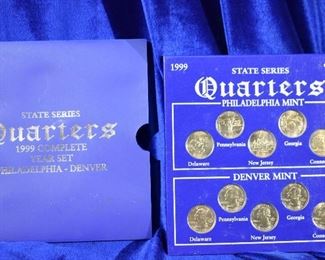 STATE SERIES
Quarters
1999 COMPLETE
YEAR SET
PHILADELPHIA - DENVER
1999
STATE SERIES
Quarters
PHILADELPHIA MINT
Pennsylvania
Georgia
Delaware
New Jersey
DENVER MINT
Pennsylvania
Georgia
Delaware
New Jersey